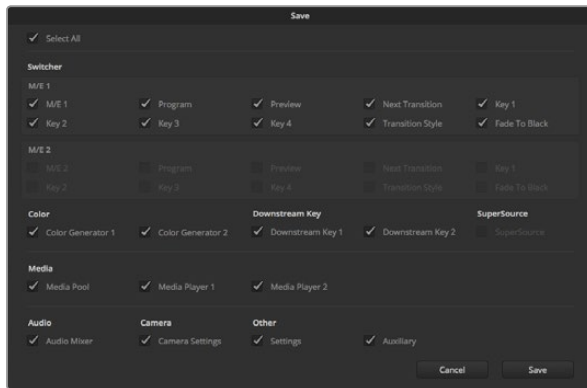 Save
Select All
Switcher
M/E 1
M/E 1 Program Preview Next Transition Key 1
Key 2 Key 3 Key 4 Transition Style Fade To Black
M/E 2
M/E 2 Program Preview Next Transition Key 1
Key 2 Key 3 Key 4 Transition Style Fade To Black
Color Downstream Key SuperSource
Color Generator 1 Color Generator 2 Downstream Key 1 Downstream Key 2 SuperSource
Media
Media Pool Media Player 1 Media Player 2
Audio Camera Other
Audio Mixer Camera Settings Settings Auxiliary
Cancel Save